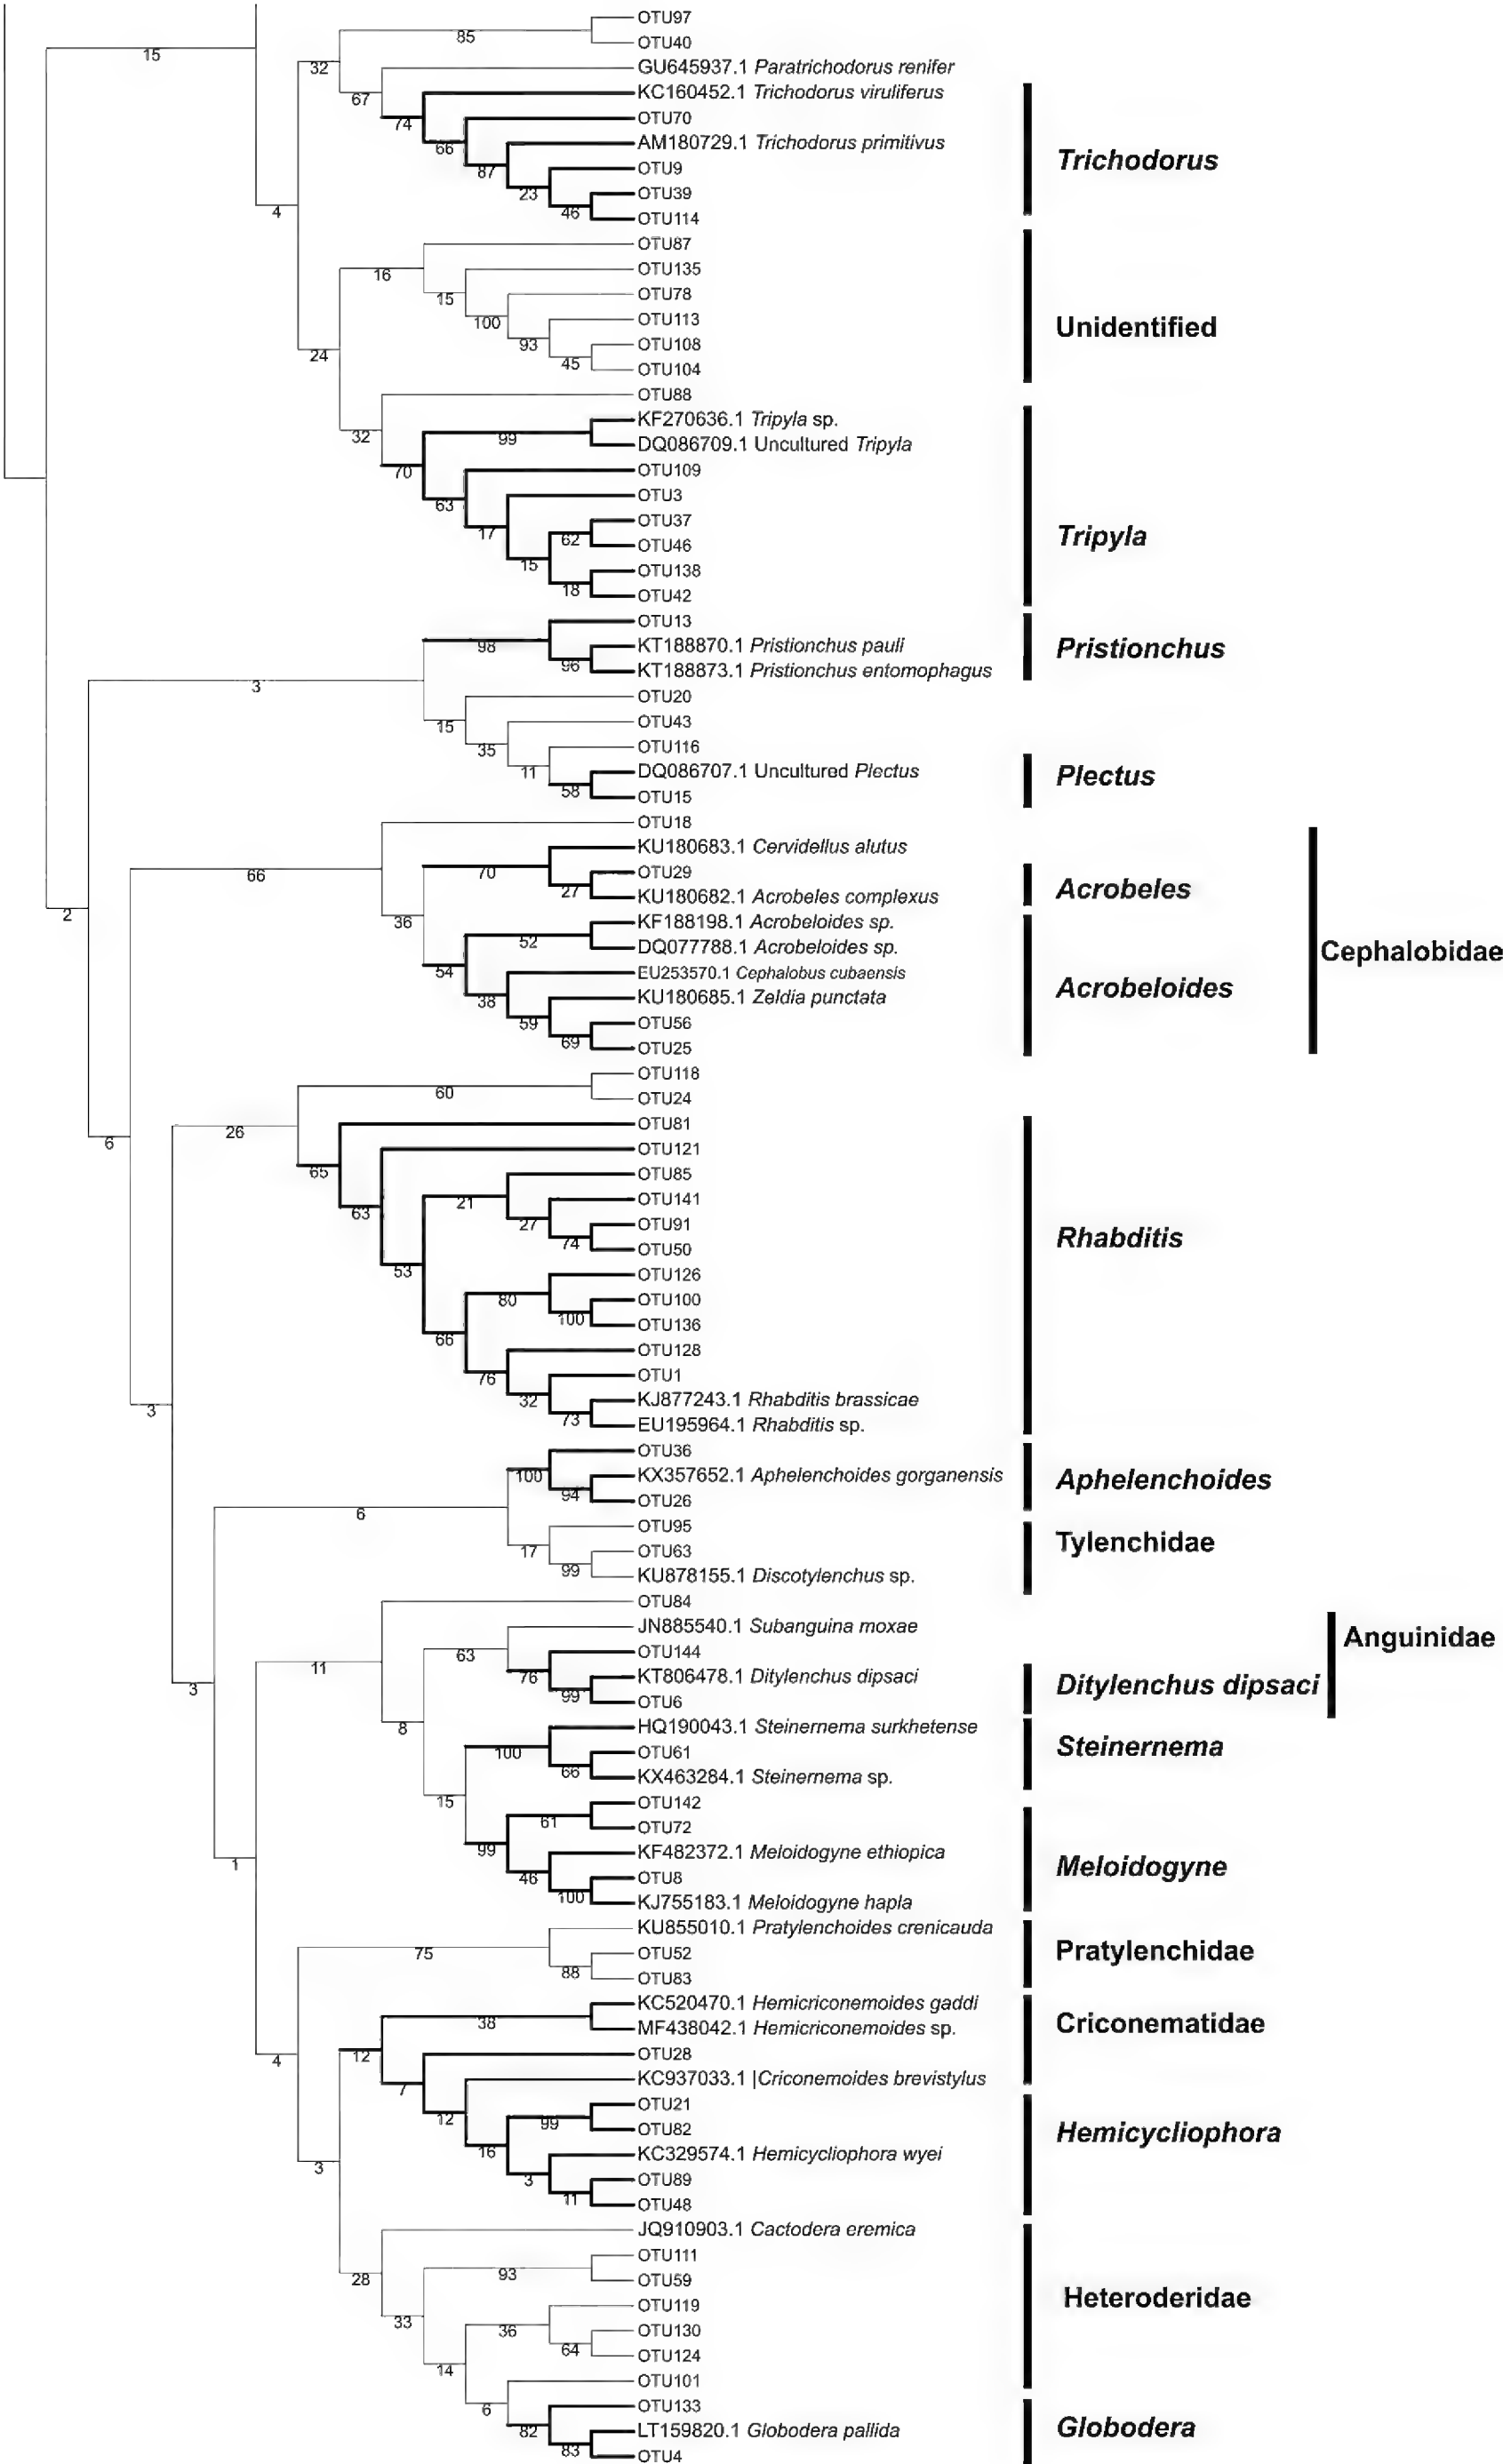 OTU97
15
85
OTU40
32
GU645937.1 Paratrichodorus renifer
67
KC160452.1 Trichodorus viruliferus
74
OTU70
66
AM180729.1 Trichodorus primitivus
Trichodorus
87
OTU9
23
OTU39
46
OTU114
4
OTU87
16
OTU135
15
OTU78
100
OTU113
Unidentified
93
OTU108
24
45
OTU104
OTU88
32
KF270636.1 Tripyla sp.
99
DQ086709.1 Uncultured Tripyla
70
OTU109
63
OTU3
17
OTU37
Tripyla
62
OTU46
15
OTU138
18
OTU42
OTU13
98
KT188870.1 Pristionchus pauli
Pristionchus
96
KT188873.1 Pristionchus entomophagus
3
OTU20
15
OTU43
35
OTU116
11
DQ086707.1 Uncultured Plectus
Plectus
58
OTU15
OTU18
66
KU180683.1 Cervidellus alutus
70
OTU29
Acrobeles
27
KU180682.1 Acrobeles complexus
2
36
KF188198.1 Acrobeloides sp.
52
DQ077788.1 Acrobeloides sp.
Cephalobidae
54
EU253570.1 Cephalobus cubaensis
Acrobeloides
38
KU180685.1 Zeldia punctata
59
OTU56
69
OTU25
OTU118
60
OTU24
6
26
OTU81
65
OTU121
63
OTU85
21
OTU141
27
OTU91
Rhabditis
74
OTU50
53
OTU126
80
OTU100
100
OTU136
66
OTU128
76
OTU1
32
KJ877243.1 Rhabditis brassicae
3
73
EU195964.1 Rhabditis sp.
OTU36
100
KX357652.1 Aphelenchoides gorganensis
Aphelenchoides
94
OTU26
6
OTU95
17
OTU63
Tylenchidae
99
KU878155.1 Discotylenchus sp.
OTU84
11
JN885540.1 Subanguina moxae
Anguinidae
63
OTU144
76
KT806478.1 Ditylenchus dipsaci
Ditylenchus dipsaci
3
99
OTU6
8
HQ190043.1 Steinernema surkhetense
100
OTU61
Steinernema
66
KX463284.1 Steinernema sp.
15
OTU142
61
OTU72
99
KF482372.1 Meloidogyne ethiopica
Meloidogyne
1
46
OTU8
100
KJ755183.1 Meloidogyne hapla
KU855010.1 Pratylenchoides crenicauda
75
OTU52
Pratylenchidae
88
OTU83
KC520470.1 Hemicriconemoides gaddi
38
MF438042.1 Hemicriconemoides sp.
Criconematidae
4
12
OTU28
7
KC937033.1 |Criconemoides brevistylus
12
OTU21
99
OTU82
Hemicycliophora
16
KC329574.1 Hemicycliophora wyei
3
3
OTU89
11
OTU48
JQ910903.1 Cactodera eremica
28
OTU111
93
OTU59
33
OTU119
Heteroderidae
36
OTU130
64
OTU124
14
OTU101
6
OTU133
82
LT159820.1 Globodera pallida
Globodera
83
OTU4